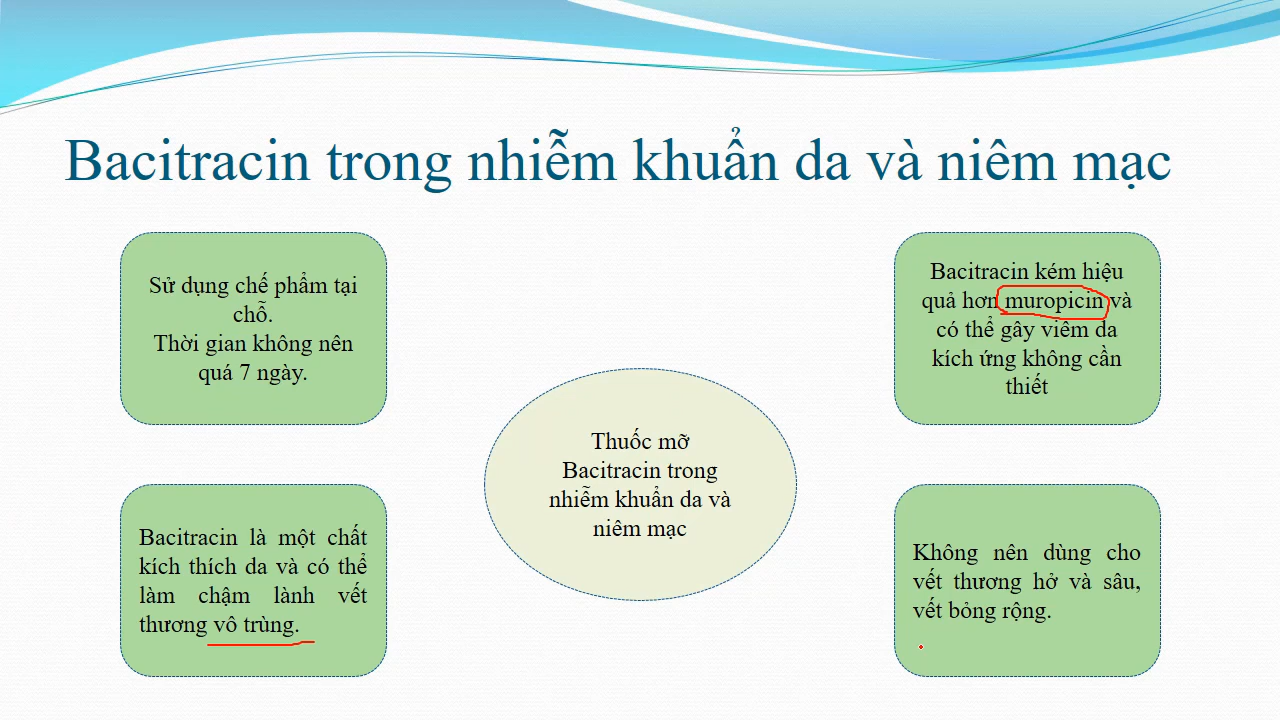 Bacitracin trong nhiễm khuẩn da và niêm mạc
Sử dụng chế phẩm tại
chỗ.
Thời gian không nên
quá 7 ngày.
Bacitracin kém hiệu
quả hơn muropicin và
có thể gây viêm da
kích ứng không cần
thiết
Thuốc mỡ
Bacitracin trong
nhiễm khuẩn da và
niêm mạc
Bacitracin là một chất
kích thích da và có thể
làm chậm lành vết
thương vô trùng.
Không nên dùng cho
vết thương hở và sâu,
vết bỏng rộng.